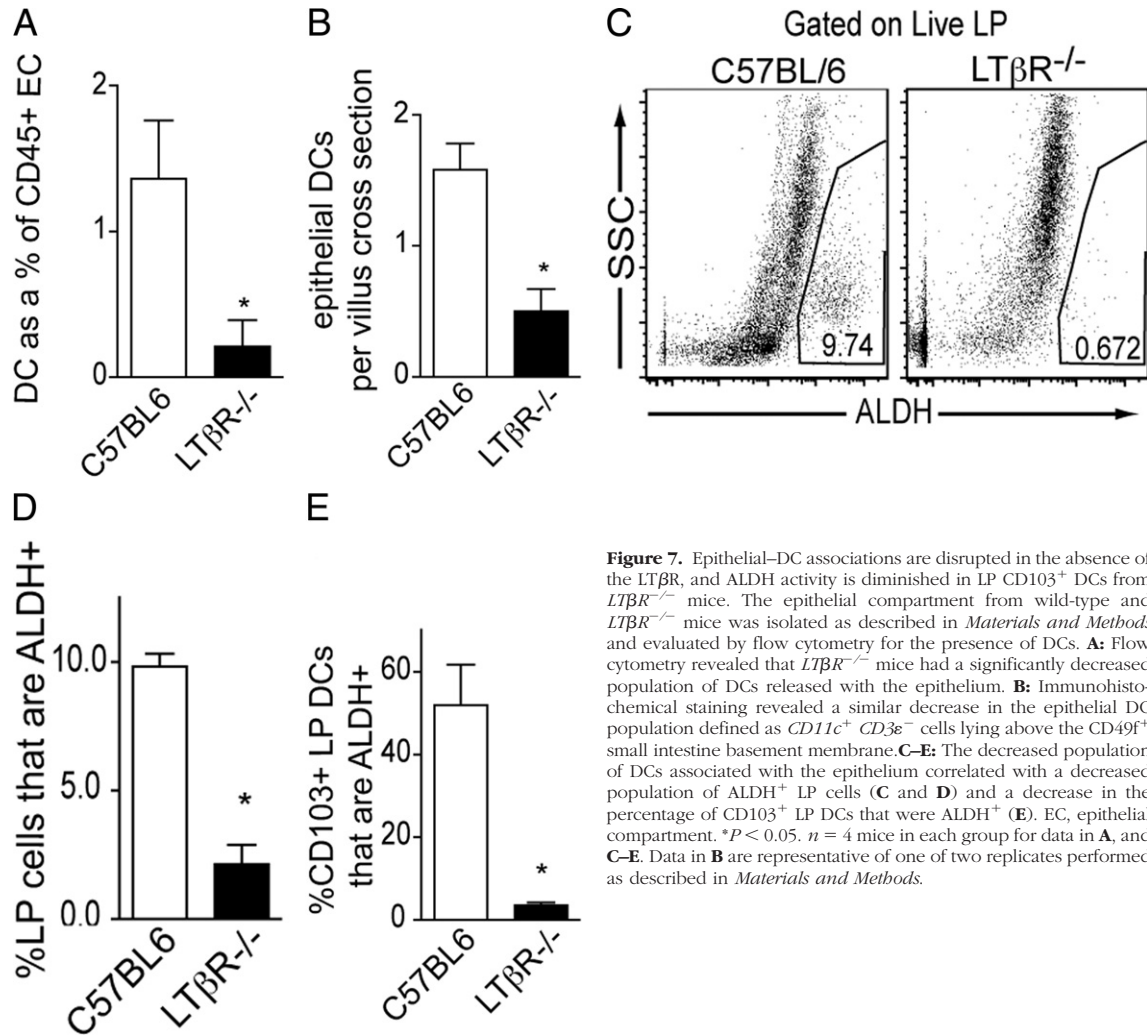 A
DC as a % of CD45+ EC
2
1
0
*
C57BL6
LTβR-/-
B
epithelial DCs
per villus cross section
2
1
0
*
C57BL6
LTβR-/-
C
Gated on Live LP
C57BL/6
LTβR-/-
SSC
9.74
0.672
ALDH
D
%LP cells that are ALDH+
10.0
5.0
0.0
*
C57BL6
LTβR-/-
E
%CD103+ LP DCs
that are ALDH+
60
40
20
0
*
C57BL6
LTβR-/-
Figure 7. Epithelial–DC associations are disrupted in the absence of
the LTβR, and ALDH activity is diminished in LP CD103+ DCs from
LTβR−/− mice. The epithelial compartment from wild-type and
LTβR−/− mice was isolated as described in Materials and Methods
and evaluated by flow cytometry for the presence of DCs. A: Flow
cytometry revealed that LTβR−/− mice had a significantly decreased
population of DCs released with the epithelium. B: Immunohisto-
chemical staining revealed a similar decrease in the epithelial DC
population defined as CD11c+ CD3ε− cells lying above the CD49f+
small intestine basement membrane.C–E: The decreased population
of DCs associated with the epithelium correlated with a decreased
population of ALDH+ LP cells (C and D) and a decrease in the
percentage of CD103+ LP DCs that were ALDH+ (E). EC, epithelial
compartment. *P < 0.05. n = 4 mice in each group for data in A, and
C–E. Data in B are representative of one of two replicates performed
as described in Materials and Methods.